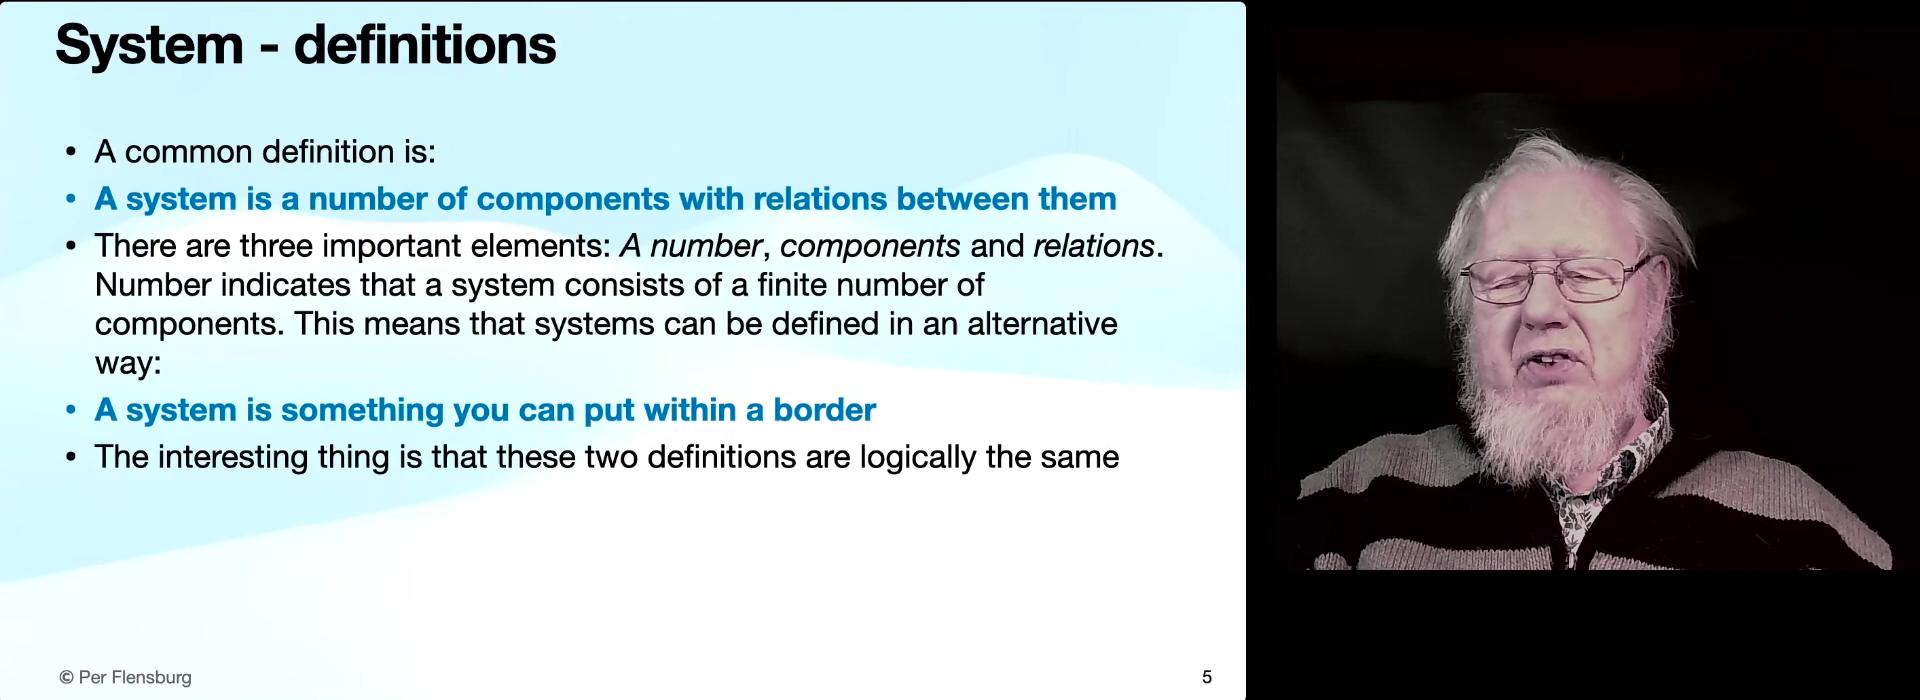 System - definitions
• A common definition is:
• A system is a number of components with relations between them
• There are three important elements: A number, components and relations.
Number indicates that a system consists of a finite number of
components. This means that systems can be defined in an alternative
way:
• A system is something you can put within a border
• The interesting thing is that these two definitions are logically the same
© Per Flensburg
5